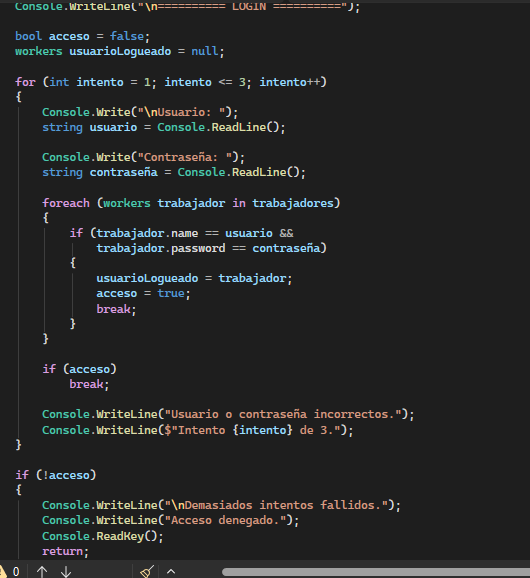 Console.WriteLine("\n========== LOGIN ==========");
bool acceso = false;
workers usuarioLogueado = null;
for (int intento = 1; intento <= 3; intento++)
{
Console.Write("\nUsuario: ");
string usuario = Console.ReadLine();
Console.Write("Contraseña: ");
string contraseña = Console.ReadLine();
foreach (workers trabajador in trabajadores)
{
if (trabajador.name == usuario &&
trabajador.password == contraseña)
{
usuarioLogueado = trabajador;
acceso = true;
break;
}
}
if (acceso)
break;
Console.WriteLine("Usuario o contraseña incorrectos.");
Console.WriteLine($"Intento {intento} de 3.");
}
if (!acceso)
{
Console.WriteLine("\nDemasiados intentos fallidos.");
Console.WriteLine("Acceso denegado.");
Console.ReadKey();
return;
0